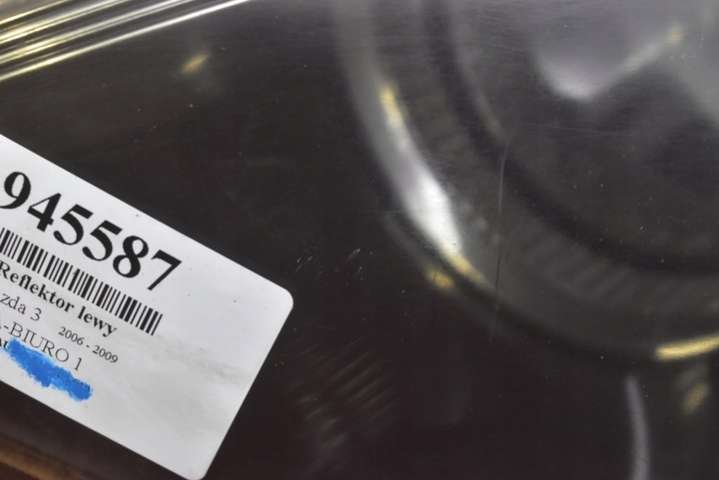 945587
Reflektor lewy
zda 3 2006 - 2009
-BIURO 1